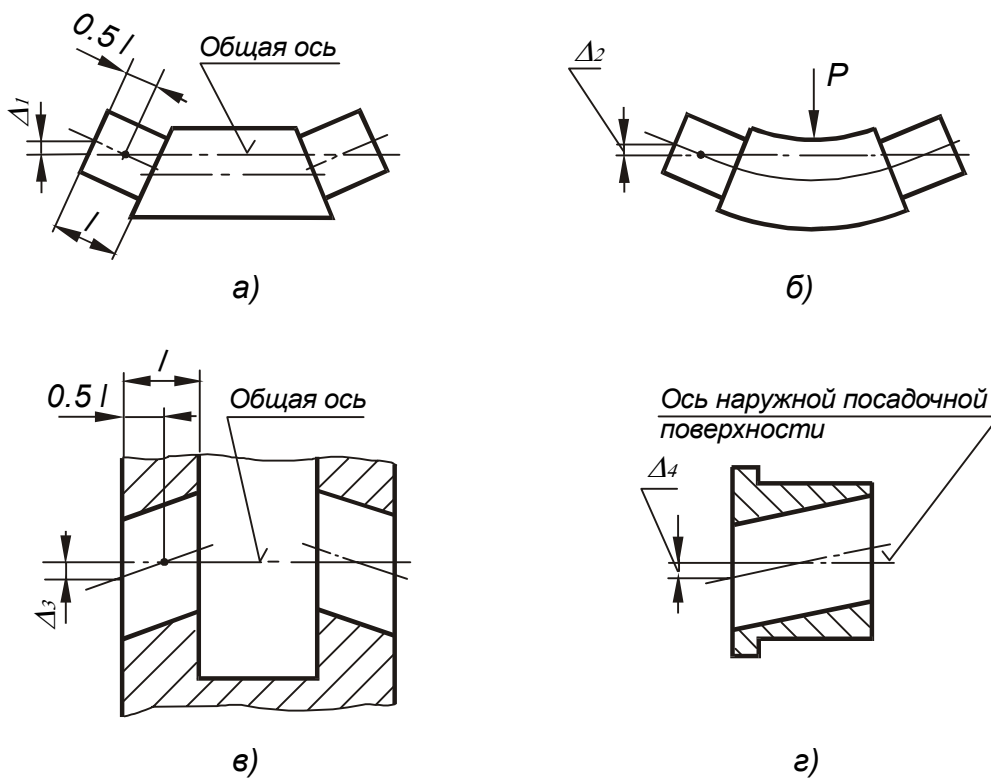 0.5 l
Общая ось
Δ1
l
а)
Δ2
P
б)
l
0.5 l
Общая ось
Δ3
в)
Ось наружной посадочной
поверхности
Δ4
г)